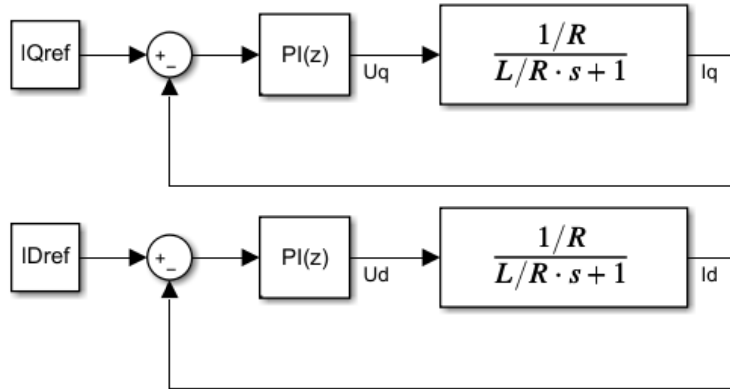 IQref
+
−
PI(z)
Uq
1/R
L/R · s + 1
Iq
IDref
+
−
PI(z)
Ud
1/R
L/R · s + 1
Id